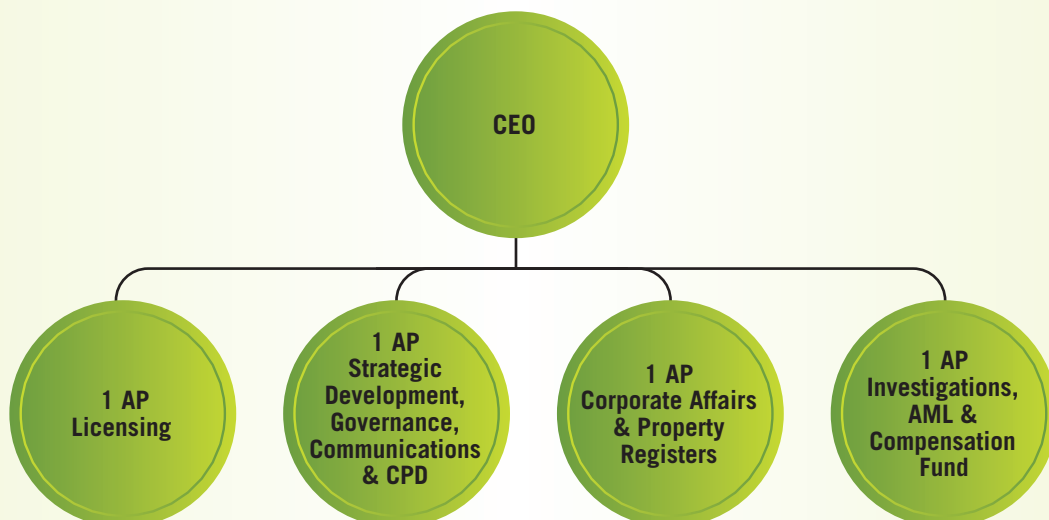 CEO
1 AP
Licensing
1 AP
Strategic
Development,
Governance,
Communications
& CPD
1 AP
Corporate Affairs
& Property
Registers
1 AP
Investigations,
AML &
Compensation
Fund